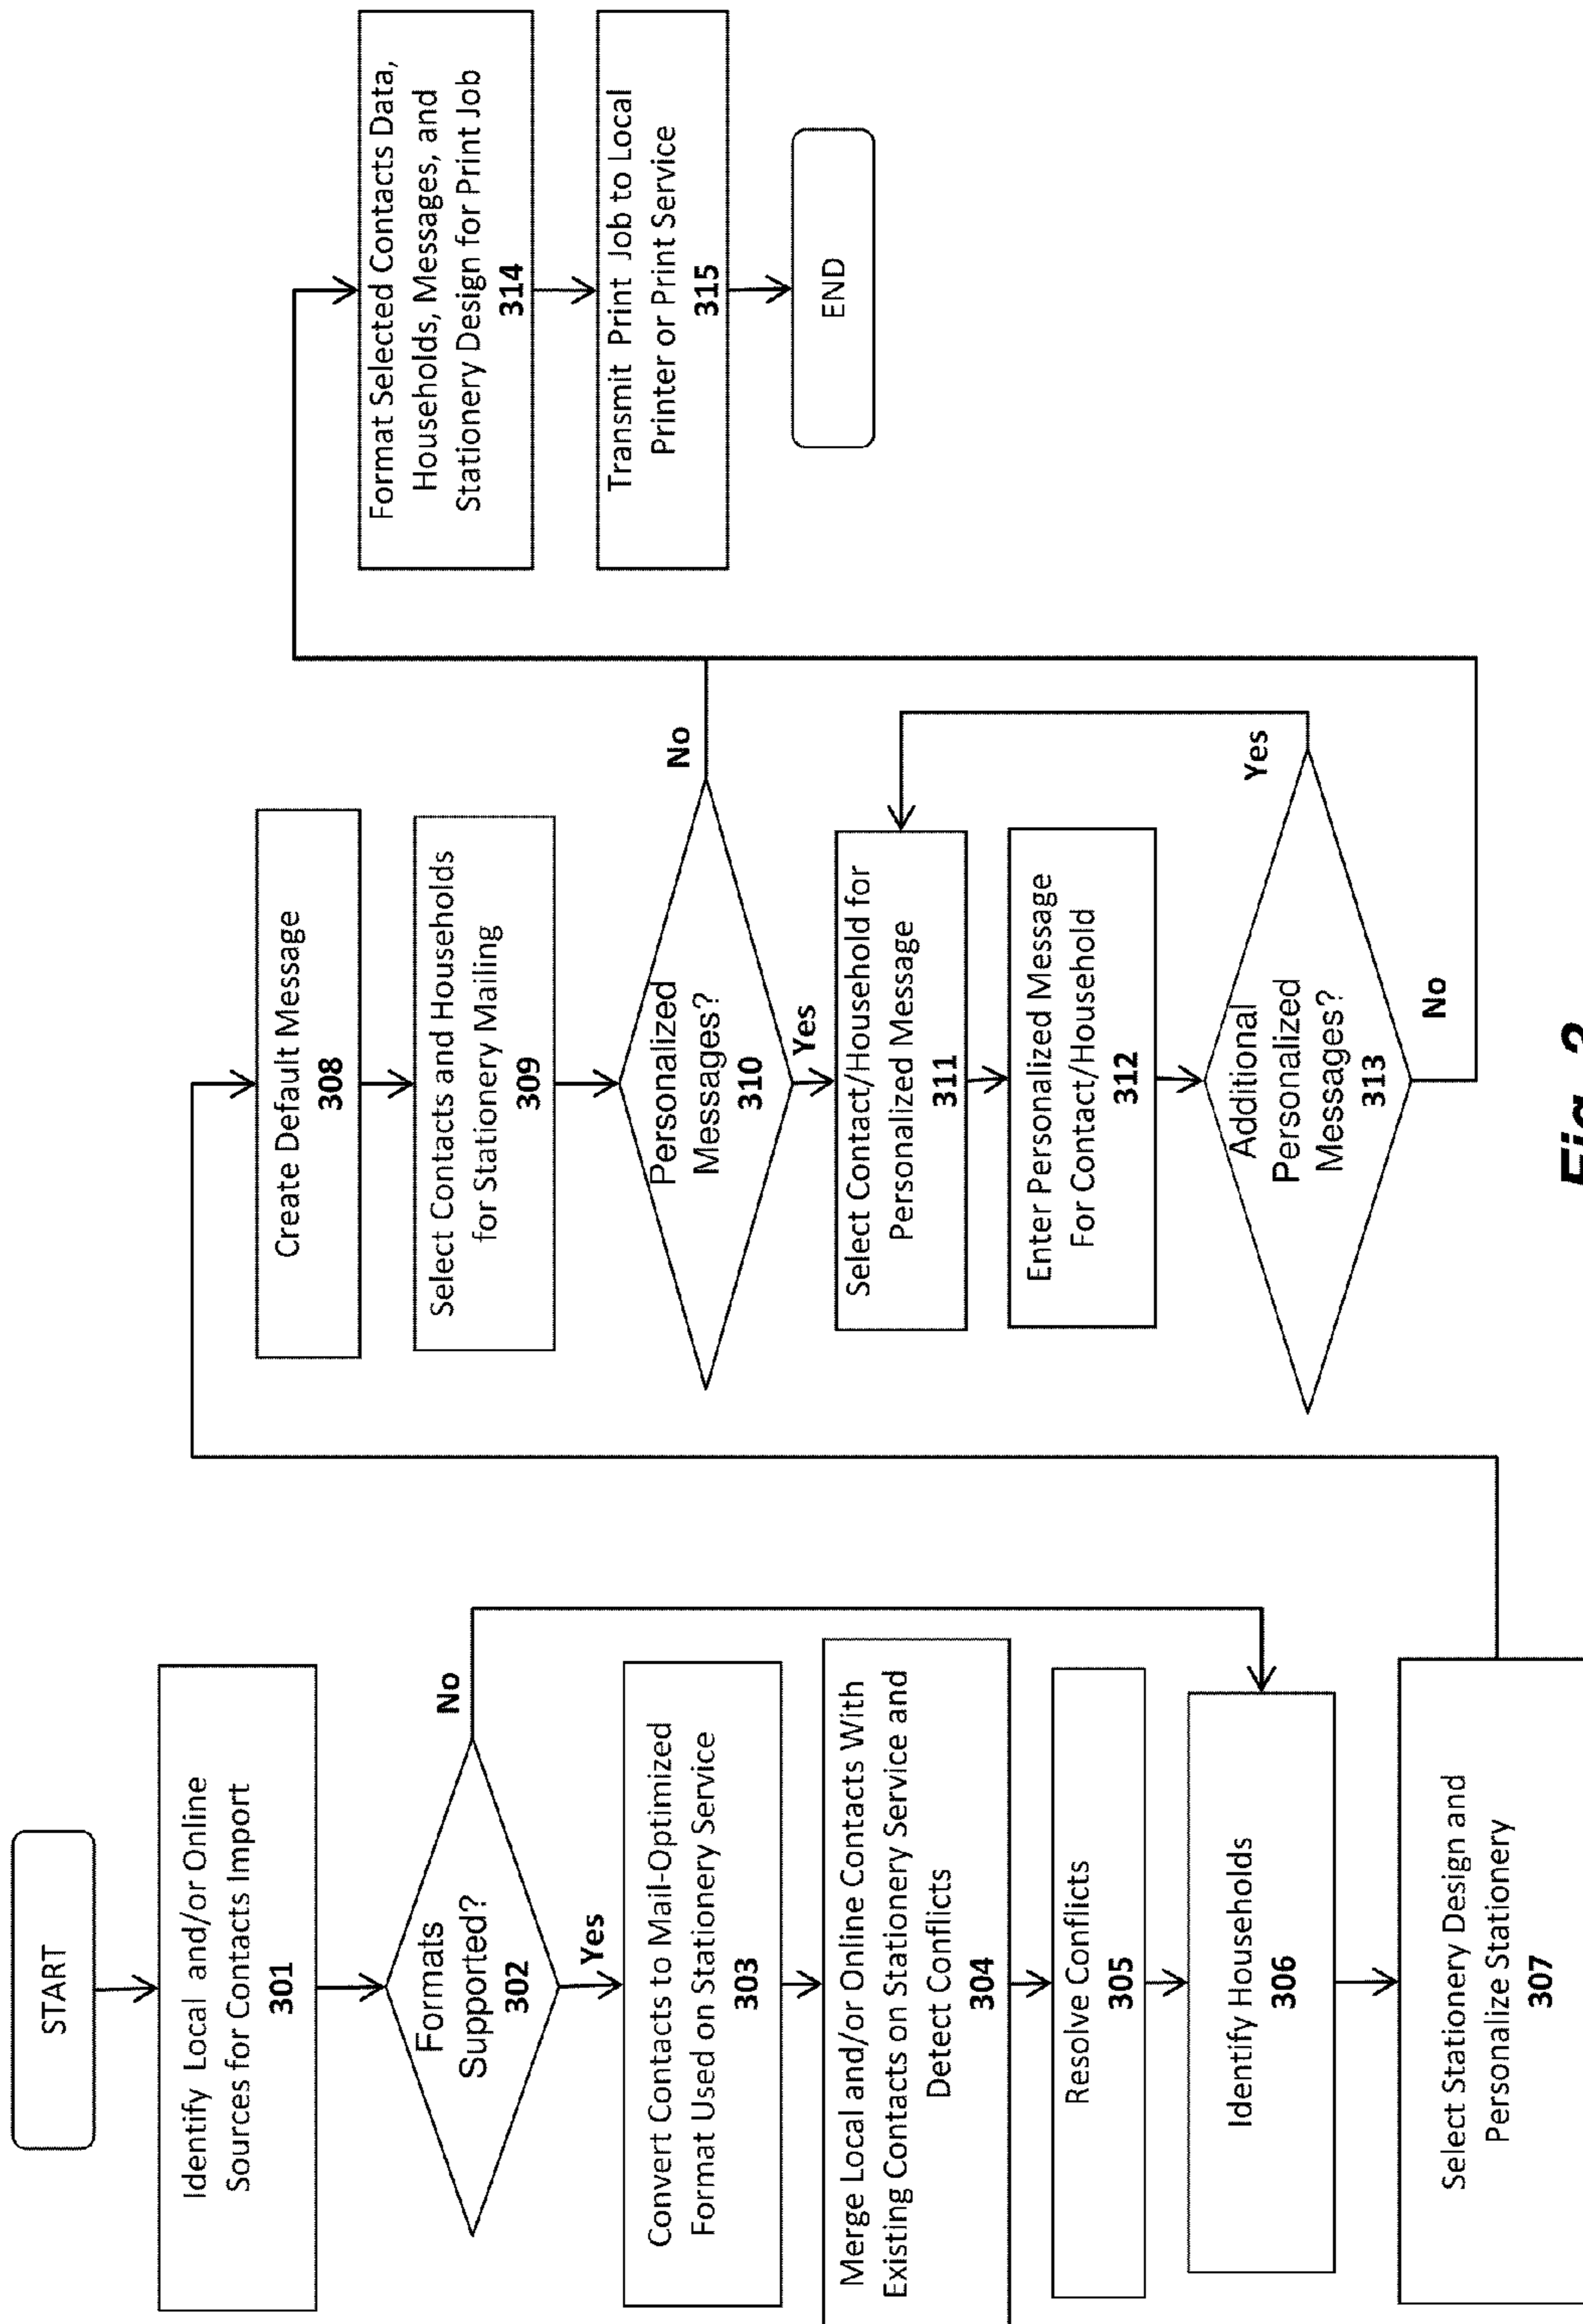 START
Identify Local and/or Online
Sources for Contacts Import
301
Formats
Supported?
302
No
Yes
Convert Contacts to Mail-Optimized
Format Used on Stationery Service
303
Merge Local and/or Online Contacts With
Existing Contacts on Stationery Service and
Detect Conflicts
304
Resolve Conflicts
305
Identify Households
306
Select Stationery Design and
Personalize Stationery
307
Create Default Message
308
Select Contacts and Households
for Stationery Mailing
309
Personalized
Messages?
310
No
Yes
Select Contact/Household for
Personalized Message
311
Enter Personalized Message
For Contact/Household
312
Additional
Personalized
Messages?
313
Yes
No
Format Selected Contacts Data,
Households, Messages, and
Stationery Design for Print Job
314
Transmit Print Job to Local
Printer or Print Service
315
END
Fig.